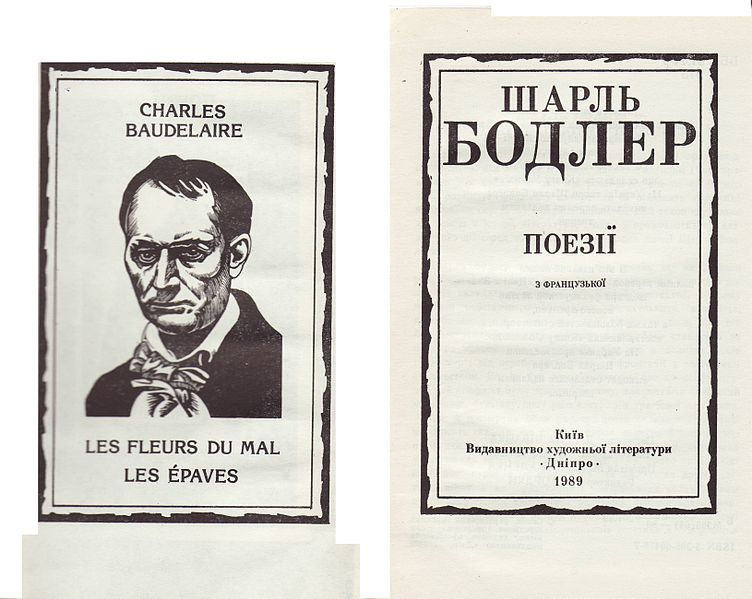 CHARLES
BAUDELAIRE
LES FLEURS DU MAL
LES ÉPAVES
ШАРЛЬ
БОДЛЕР
ПОЕЗІЇ
З ФРАНЦУЗЬКОЇ
Київ
Видавництво художньої літератури
·Дніпро·
1989